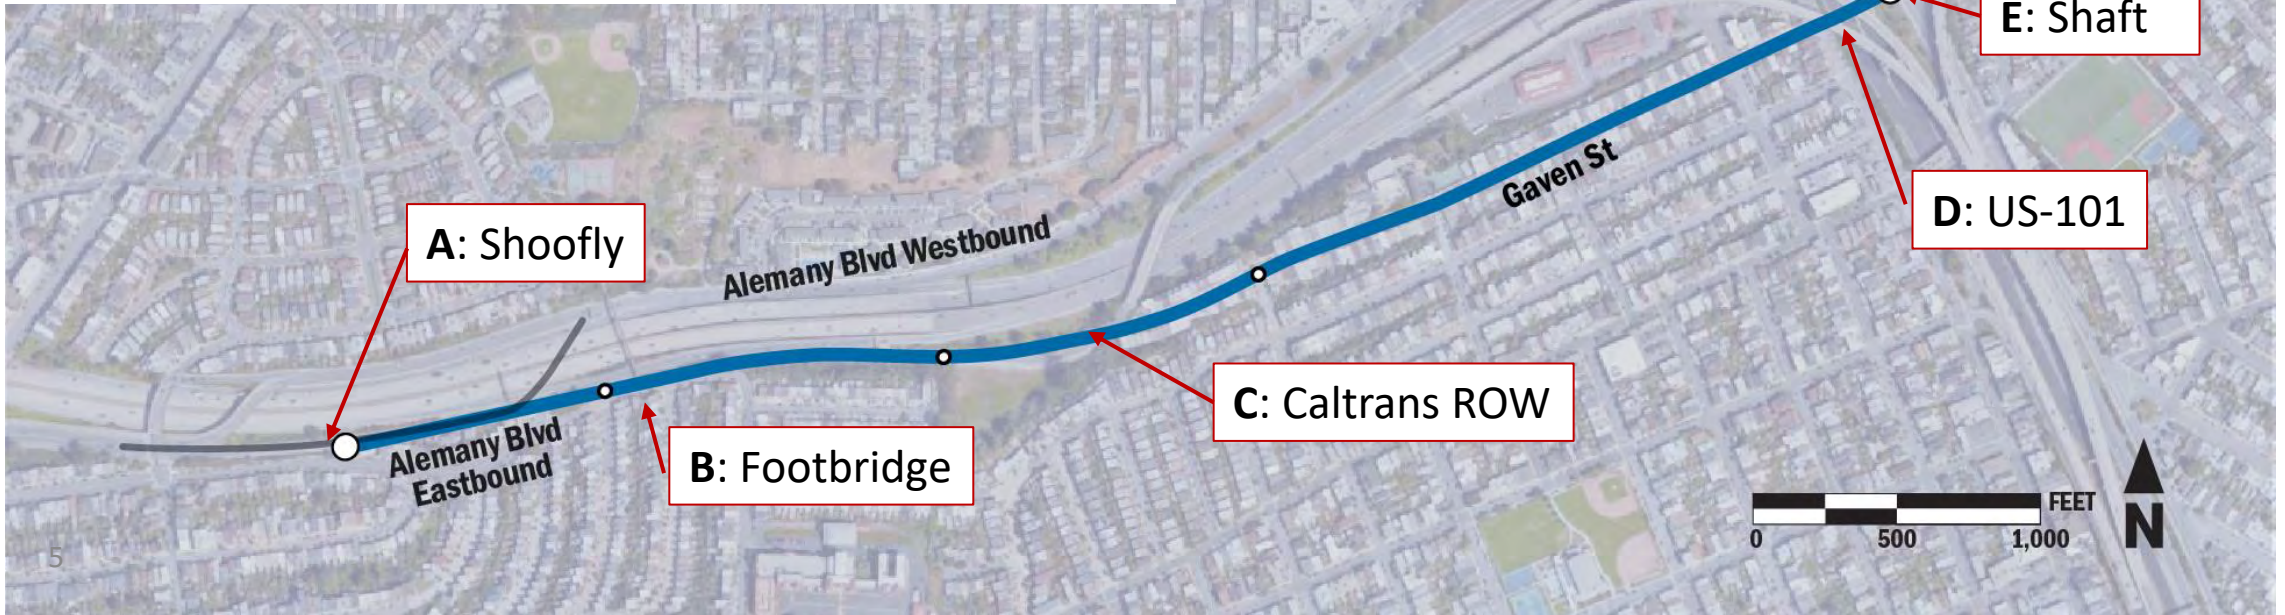 E: Shaft
Gaven St
D: US-101
A: Shoofly
Alemany Blvd Westbound
C: Caltrans ROW
Alemany Blvd
Eastbound
B: Footbridge
FEET
0 500 1,000
N
5